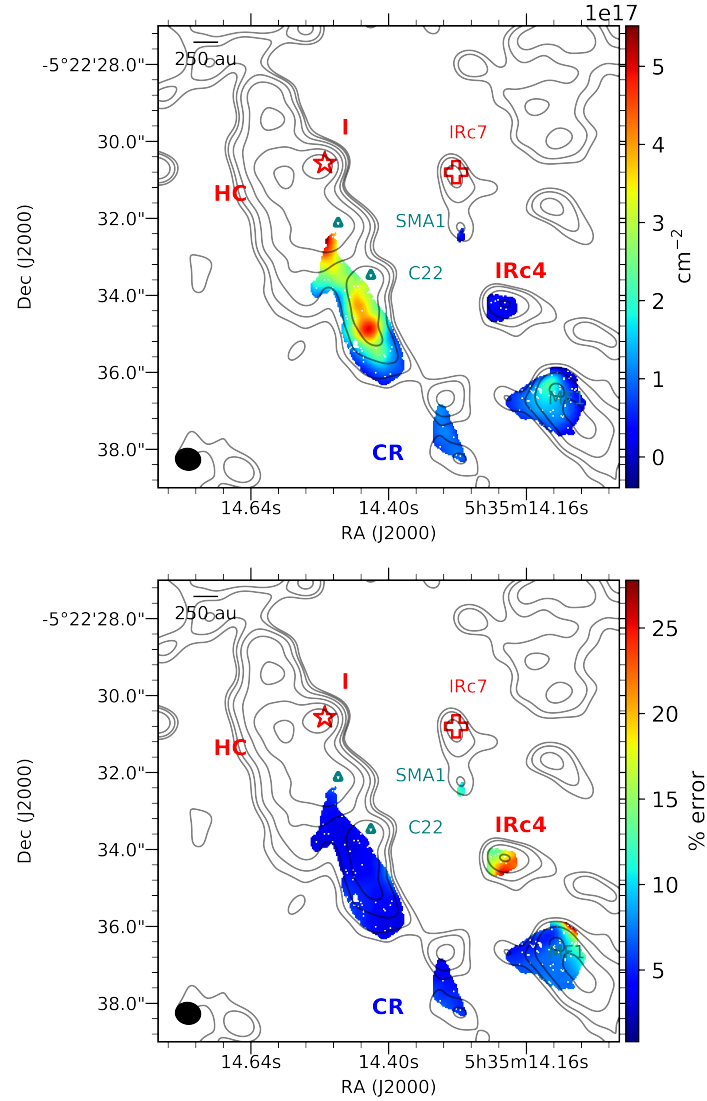 1e17
-5°22'28.0"
250 au
5
I
IRc7
30.0"
4
HC
32.0"
SMA1
3
C22
IRc4
34.0"
2
Dec (J2000)
cm⁻²
36.0"
1
MF1
CR
38.0"
0
14.64s
14.40s
5h35m14.16s
RA (J2000)
-5°22'28.0"
250 au
25
I
IRc7
30.0"
20
HC
32.0"
SMA1
15
C22
IRc4
34.0"
Dec (J2000)
% error
10
36.0"
MF1
5
CR
38.0"
14.64s
14.40s
5h35m14.16s
RA (J2000)